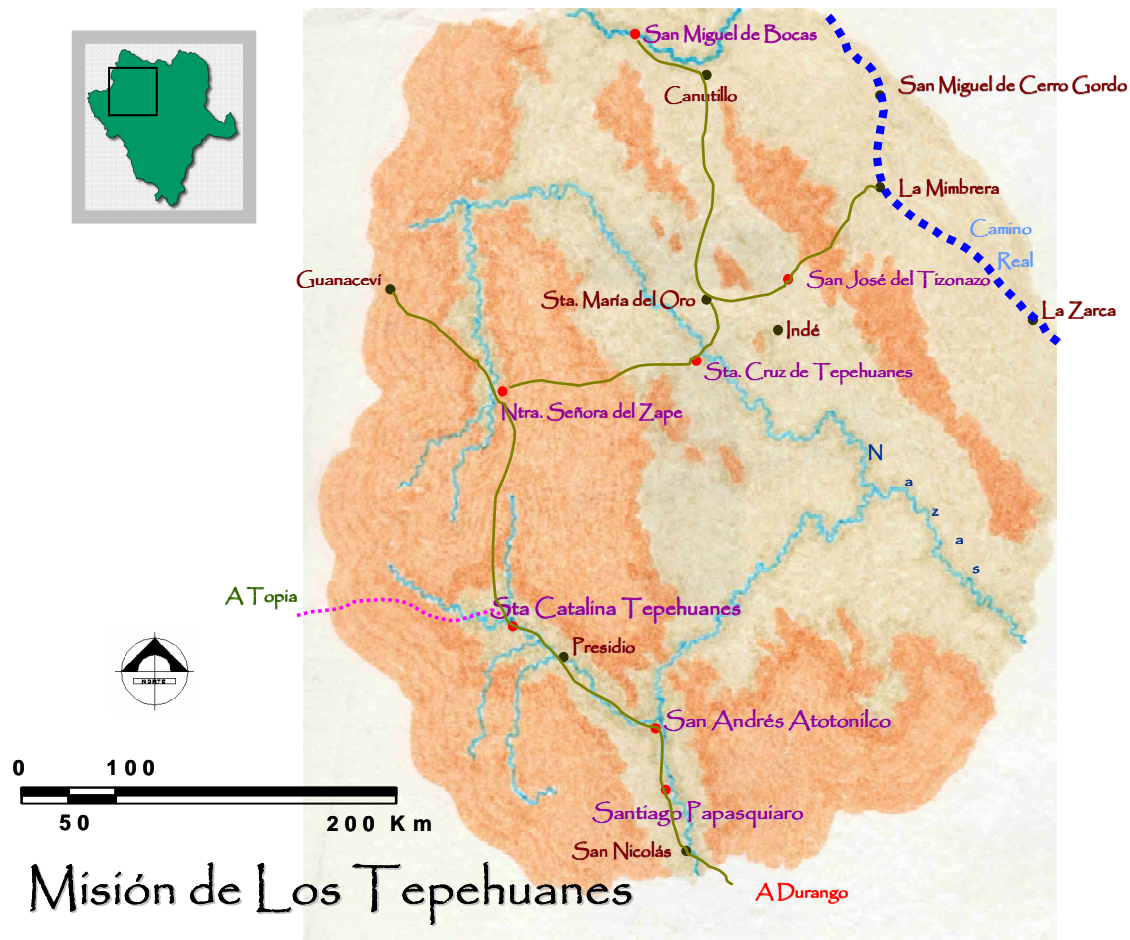 San Miguel de Bocas
Canutillo
San Miguel de Cerro Gordo
La Mimbrera
Camino
Real
San José del Tizonazo
Guanaceví
Sta. María del Oro
La Zarca
Indé
Sta. Cruz de Tepehuanes
Ntra. Señora del Zape
Nazas
A Topia
Sta Catalina Tepehuanes
Presidio
NORTE
San Andrés Atotonilco
0 100
50 200 Km
Santiago Papasquiaro
San Nicolás
A Durango
Misión de Los Tepehuanes